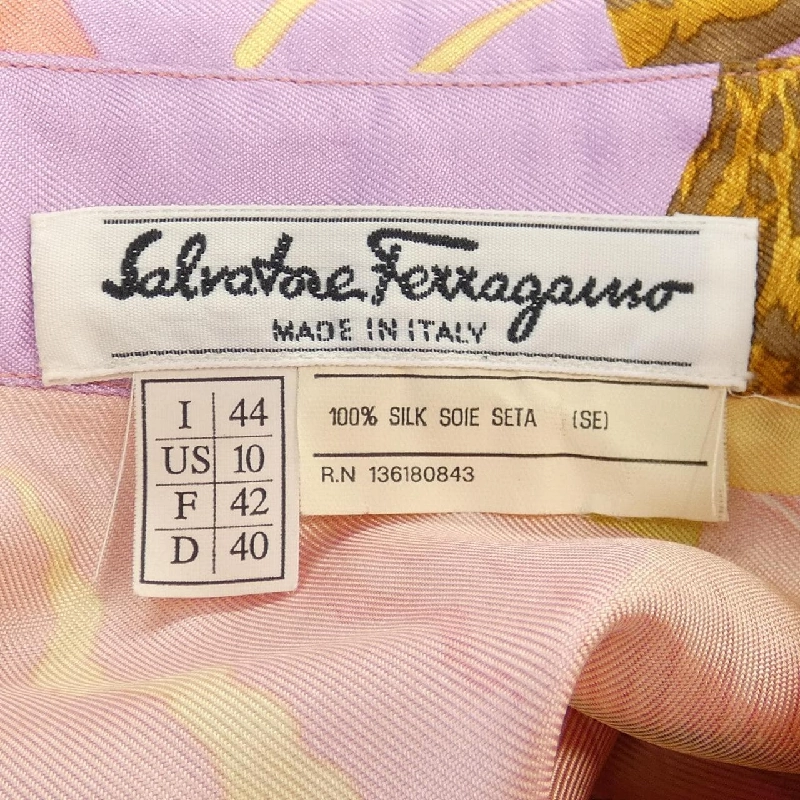 Salvatore Ferragamo
MADE IN ITALY
I 44
US 10
F 42
D 40
100% SILK SOIE SETA (SE)
R.N 136180843